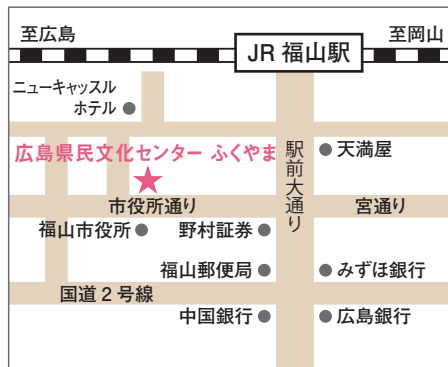 至広島
JR 福山駅
至岡山
ニューキャッスル
ホテル
広島県民文化センター ふくやま
駅前大通り
天満屋
市役所通り
宮通り
福山市役所
野村証券
福山郵便局
みずほ銀行
国道2号線
中国銀行
広島銀行